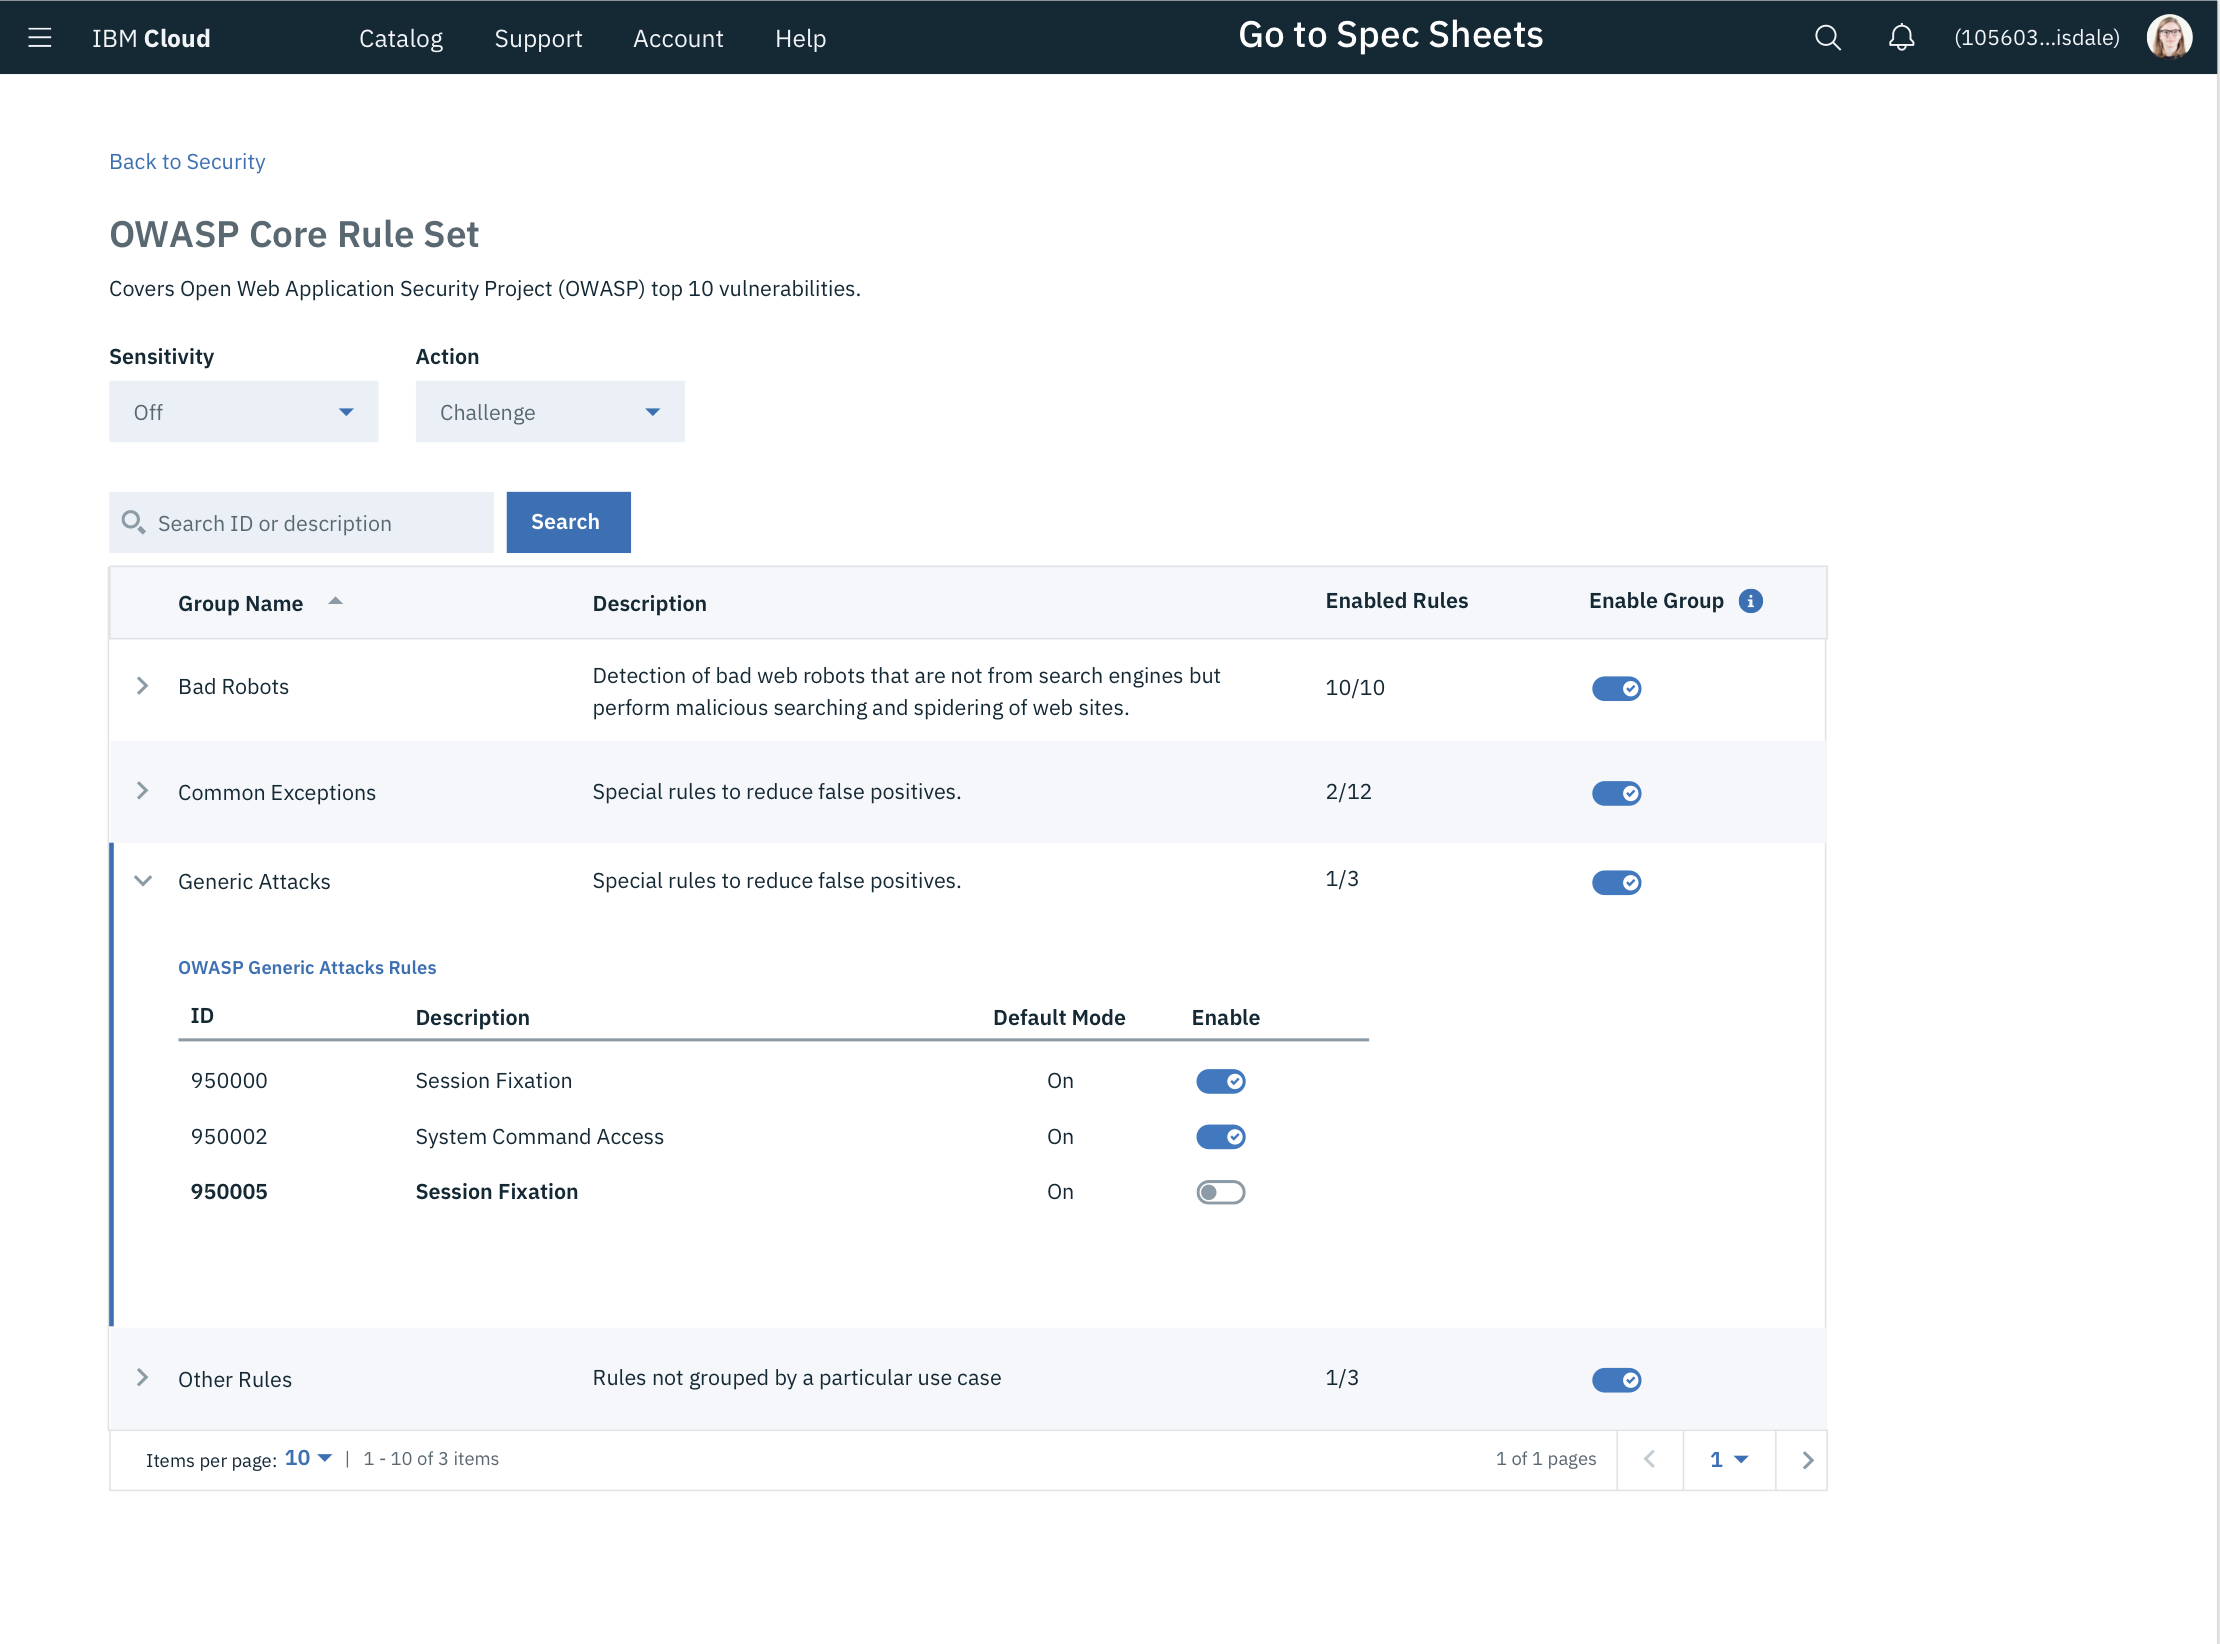 IBM Cloud Catalog Support Account Help Go to Spec Sheets (105603...isdale)
Back to Security
OWASP Core Rule Set
Covers Open Web Application Security Project (OWASP) top 10 vulnerabilities.
Sensitivity Action
Off Challenge
Search ID or description Search
Group Name Description Enabled Rules Enable Group
Bad Robots Detection of bad web robots that are not from search engines but 10/10
perform malicious searching and spidering of web sites.
Common Exceptions Special rules to reduce false positives. 2/12
Generic Attacks Special rules to reduce false positives. 1/3
OWASP Generic Attacks Rules
ID Description Default Mode Enable
950000 Session Fixation On
950002 System Command Access On
950005 Session Fixation On
Other Rules Rules not grouped by a particular use case 1/3
Items per page: 10 | 1 - 10 of 3 items 1 of 1 pages 1